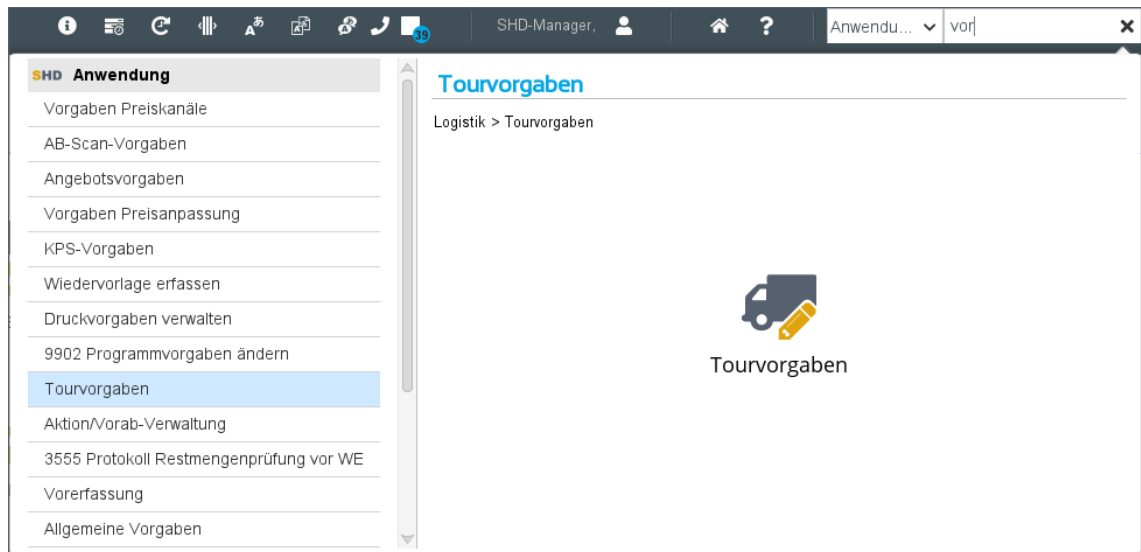 39 SHD-Manager, ? Anwendu... vor
SHD Anwendung
Vorgaben Preiskanäle
AB-Scan-Vorgaben
Angebotsvorgaben
Vorgaben Preisanpassung
KPS-Vorgaben
Wiedervorlage erfassen
Druckvorgaben verwalten
9902 Programmvorgaben ändern
Tourvorgaben
Aktion/Vorab-Verwaltung
3555 Protokoll Restmengenprüfung vor WE
Vorerfassung
Allgemeine Vorgaben
Tourvorgaben
Logistik > Tourvorgaben
Tourvorgaben